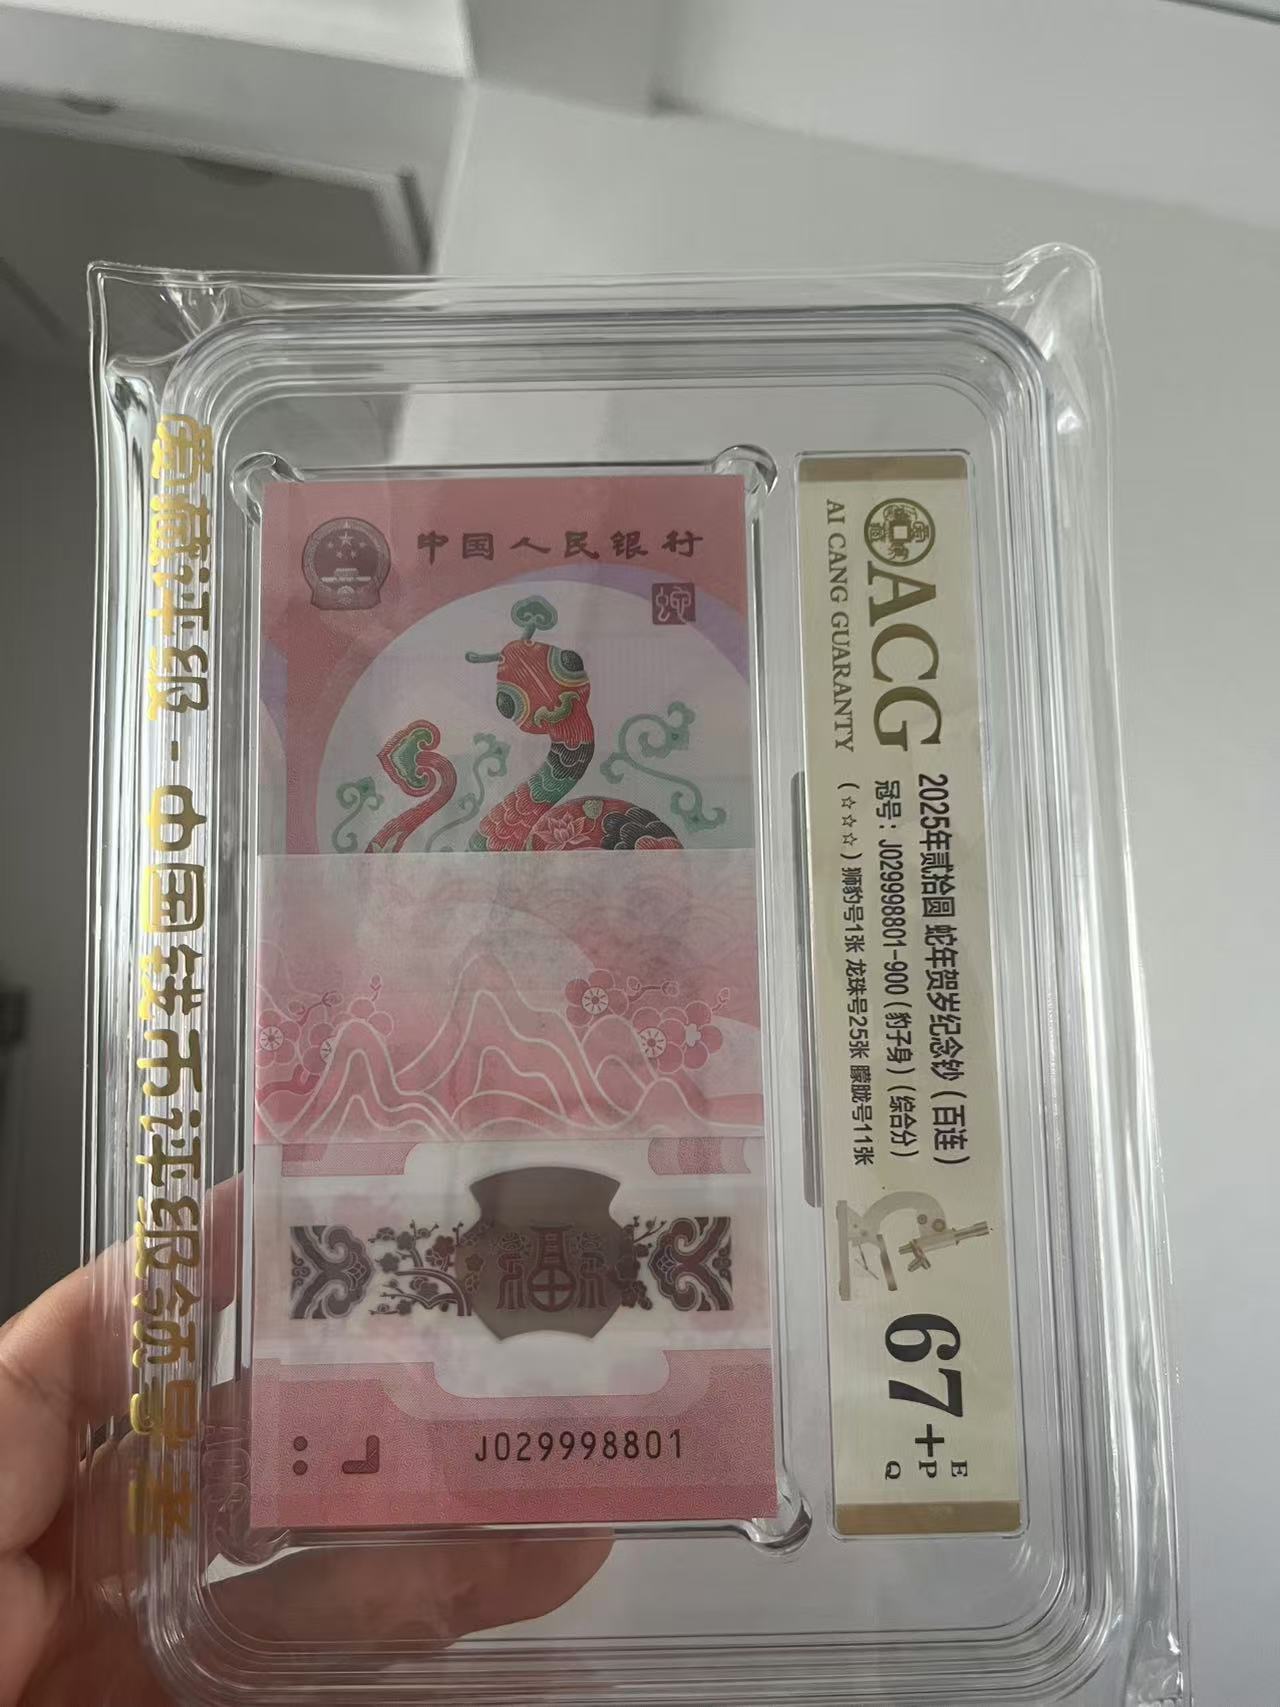 爱藏评级-中国钱币评级领导者
中国人民银行
J029998801
ACG
AI CANG GUARANTY
2025年贰拾圆 蛇年贺岁纪念钞（百连）
冠号：J029998801-900（豹子身）（综合分）
（☆☆☆）狮豹号1张 龙珠号25张 朦胧号11张
67+
E
P
Q